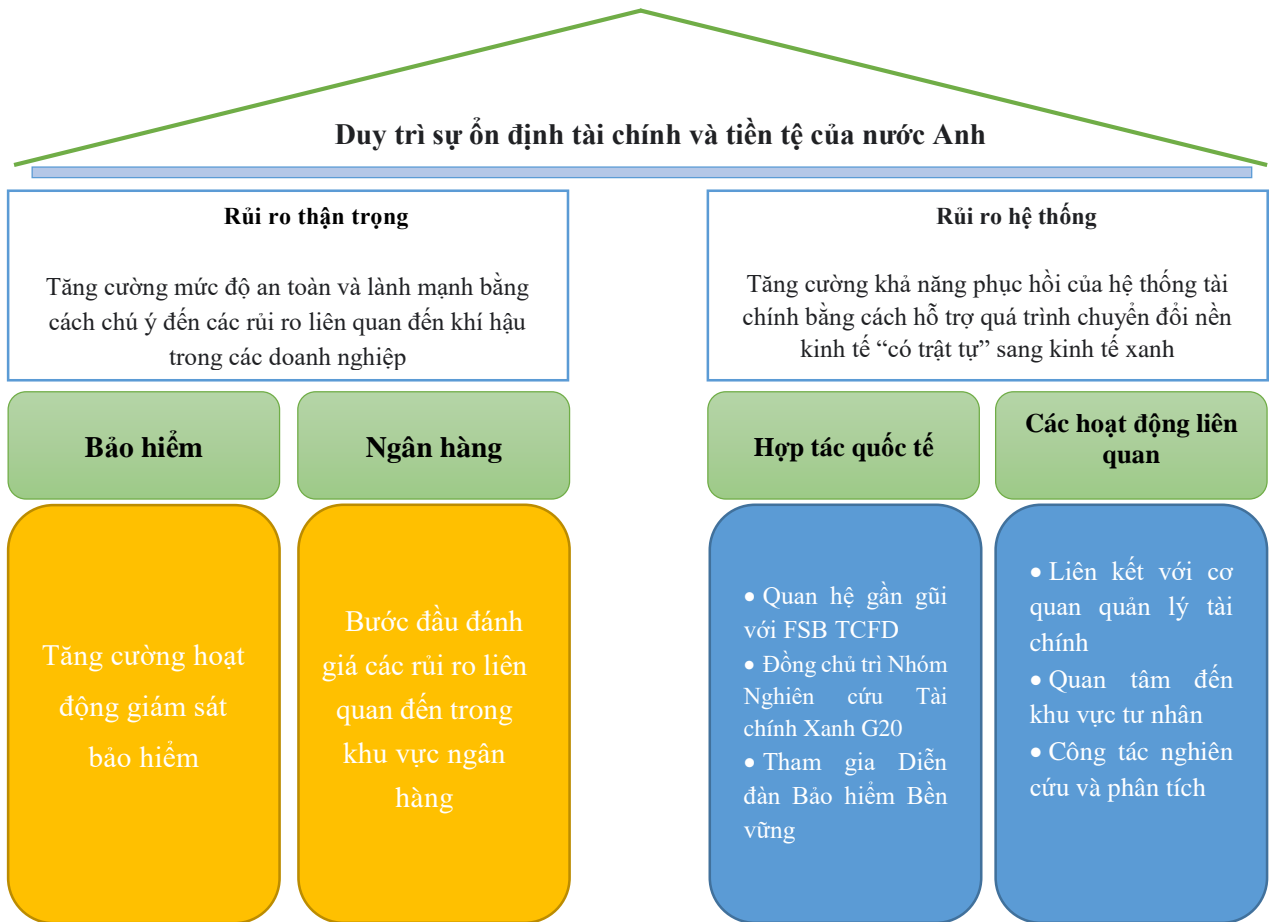 Duy trì sự ổn định tài chính và tiền tệ của nước Anh
Rủi ro thận trọng
Tăng cường mức độ an toàn và lành mạnh bằng
cách chú ý đến các rủi ro liên quan đến khí hậu
trong các doanh nghiệp
Rủi ro hệ thống
Tăng cường khả năng phục hồi của hệ thống tài
chính bằng cách hỗ trợ quá trình chuyển đổi nền
kinh tế “có trật tự” sang kinh tế xanh
Bảo hiểm
Ngân hàng
Hợp tác quốc tế
Các hoạt động liên
quan
Tăng cường hoạt
động giám sát
bảo hiểm
Bước đầu đánh
giá các rủi ro liên
quan đến trong
khu vực ngân
hàng
• Quan hệ gần gũi
với FSB TCFD
• Đồng chủ trì Nhóm
Nghiên cứu Tài
chính Xanh G20
• Tham gia Diễn
đàn Bảo hiểm Bền
vững
• Liên kết với cơ
quan quản lý tài
chính
• Quan tâm đến
khu vực tư nhân
• Công tác nghiên
cứu và phân tích